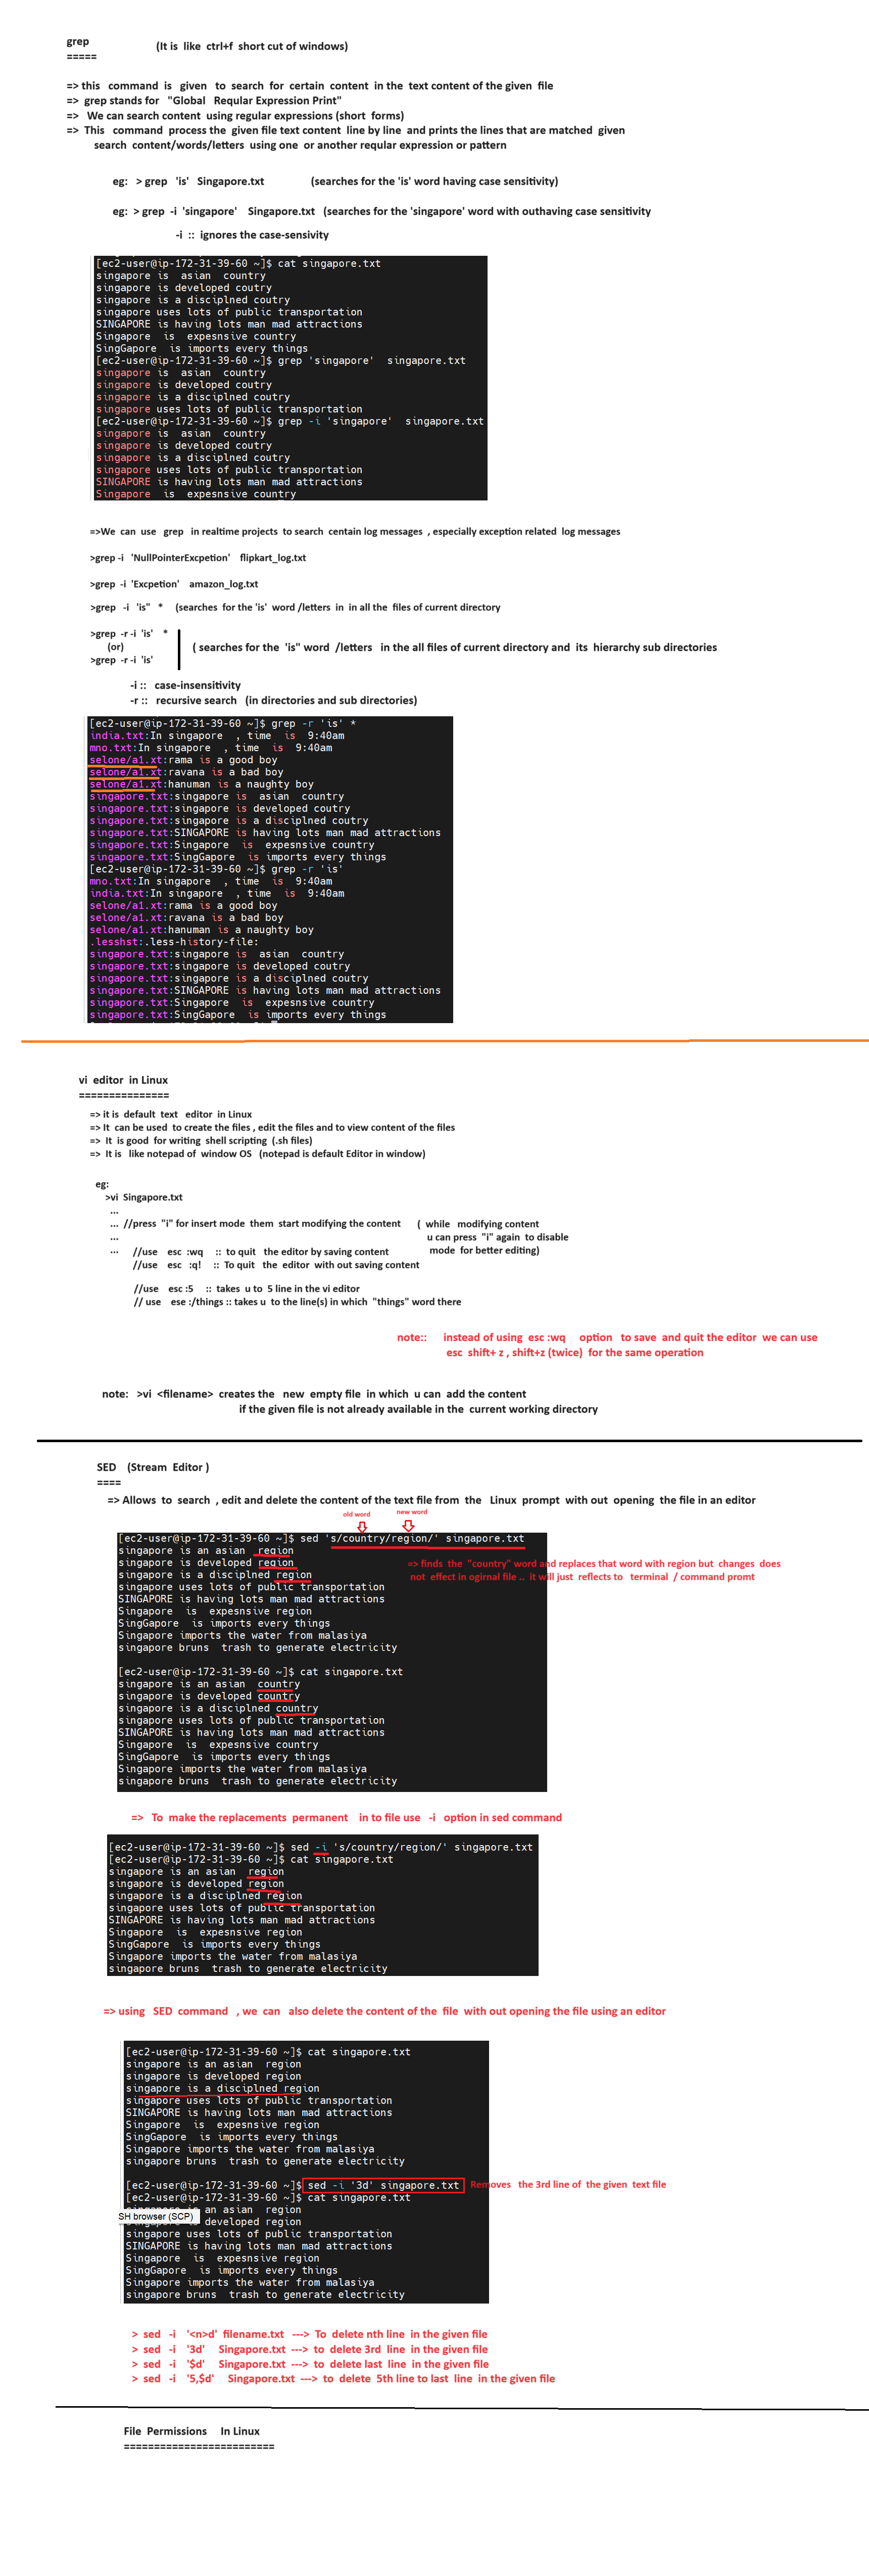 grep (It is like ctrl+f short cut of windows)
=====
=> this command is given to search for certain content in the text content of the given file
=> grep stands for "Global Reqular Expression Print"
=> We can search content using regular expressions (short forms)
=> This command process the given file text content line by line and prints the lines that are matched given
search content/words/letters using one or another reqular expression or pattern
eg: > grep 'is' Singapore.txt (searches for the 'is' word having case sensitivity)
eg: > grep -i 'singapore' Singapore.txt (searches for the 'singapore' word with outhaving case sensitivity
-i :: ignores the case-sensivity
[ec2-user@ip-172-31-39-60 ~]$ cat singapore.txt
singapore is asian country
singapore is developed coutry
singapore is a disciplned coutry
singapore uses lots of public transportation
SINGAPORE is having lots man mad attractions
Singapore is expesnsive country
SingGapore is imports every things
[ec2-user@ip-172-31-39-60 ~]$ grep 'singapore' singapore.txt
singapore is asian country
singapore is developed coutry
singapore is a disciplned coutry
singapore uses lots of public transportation
[ec2-user@ip-172-31-39-60 ~]$ grep -i 'singapore' singapore.txt
singapore is asian country
singapore is developed coutry
singapore is a disciplned coutry
singapore uses lots of public transportation
SINGAPORE is having lots man mad attractions
Singapore is expesnsive country
=>We can use grep in realtime projects to search centain log messages , especially exception related log messages
>grep -i 'NullPointerExcpetion' flipkart_log.txt
>grep -i 'Excpetion' amazon_log.txt
>grep -i 'is" * (searches for the 'is' word /letters in in all the files of current directory
>grep -r -i 'is' *
(or) ( searches for the 'is" word /letters in the all files of current directory and its hierarchy sub directories
>grep -r -i 'is'
-i :: case-insensitivity
-r :: recursive search (in directories and sub directories)
[ec2-user@ip-172-31-39-60 ~]$ grep -r 'is' *
india.txt:In singapore , time is 9:40am
mno.txt:In singapore , time is 9:40am
selone/a1.xt:rama is a good boy
selone/a1.xt:ravana is a bad boy
selone/a1.xt:hanuman is a naughty boy
singapore.txt:singapore is asian country
singapore.txt:singapore is developed coutry
singapore.txt:singapore is a disciplned coutry
singapore.txt:SINGAPORE is having lots man mad attractions
singapore.txt:Singapore is expesnsive country
singapore.txt:SingGapore is imports every things
[ec2-user@ip-172-31-39-60 ~]$ grep -r 'is'
mno.txt:In singapore , time is 9:40am
india.txt:In singapore , time is 9:40am
selone/a1.xt:rama is a good boy
selone/a1.xt:ravana is a bad boy
selone/a1.xt:hanuman is a naughty boy
.lesshst:.less-history-file:
singapore.txt:singapore is asian country
singapore.txt:singapore is developed coutry
singapore.txt:singapore is a disciplned coutry
singapore.txt:SINGAPORE is having lots man mad attractions
singapore.txt:Singapore is expesnsive country
singapore.txt:SingGapore is imports every things
vi editor in Linux
===============
=> it is default text editor in Linux
=> It can be used to create the files , edit the files and to view content of the files
=> It is good for writing shell scripting (.sh files)
=> It is like notepad of window OS (notepad is default Editor in window)
eg:
>vi Singapore.txt
...
... //press "i" for insert mode them start modifying the content ( while modifying content
... u can press "i" again to disable
... mode for better editing)
//use esc :wq :: to quit the editor by saving content
//use esc :q! :: To quit the editor with out saving content
//use esc :5 :: takes u to 5 line in the vi editor
// use ese :/things :: takes u to the line(s) in which "things" word there
note:: instead of using esc :wq option to save and quit the editor we can use
esc shift+ z , shift+z (twice) for the same operation
note: >vi <filename> creates the new empty file in which u can add the content
if the given file is not already available in the current working directory
SED (Stream Editor )
====
=> Allows to search , edit and delete the content of the text file from the Linux prompt with out opening the file in an editor
old word new word
[ec2-user@ip-172-31-39-60 ~]$ sed 's/country/region/' singapore.txt
singapore is an asian region
singapore is developed region
singapore is a disciplned region
singapore uses lots of public transportation
SINGAPORE is having lots man mad attractions
Singapore is expesnsive region
SingGapore is imports every things
Singapore imports the water from malasiya
singapore bruns trash to generate electricity
=> finds the "country" word and replaces that word with region but changes does
not effect in ogirnal file .. it will just reflects to terminal / command promt
[ec2-user@ip-172-31-39-60 ~]$ cat singapore.txt
singapore is an asian country
singapore is developed country
singapore is a disciplned country
singapore uses lots of public transportation
SINGAPORE is having lots man mad attractions
Singapore is expesnsive country
SingGapore is imports every things
Singapore imports the water from malasiya
singapore bruns trash to generate electricity
=> To make the replacements permanent in to file use -i option in sed command
[ec2-user@ip-172-31-39-60 ~]$ sed -i 's/country/region/' singapore.txt
[ec2-user@ip-172-31-39-60 ~]$ cat singapore.txt
singapore is an asian region
singapore is developed region
singapore is a disciplned region
singapore uses lots of public transportation
SINGAPORE is having lots man mad attractions
Singapore is expesnsive region
SingGapore is imports every things
Singapore imports the water from malasiya
singapore bruns trash to generate electricity
=> using SED command , we can also delete the content of the file with out opening the file using an editor
[ec2-user@ip-172-31-39-60 ~]$ cat singapore.txt
singapore is an asian region
singapore is developed region
singapore is a disciplned region
singapore uses lots of public transportation
SINGAPORE is having lots man mad attractions
Singapore is expesnsive region
SingGapore is imports every things
Singapore imports the water from malasiya
singapore bruns trash to generate electricity
[ec2-user@ip-172-31-39-60 ~]$ sed -i '3d' singapore.txt Removes the 3rd line of the given text file
[ec2-user@ip-172-31-39-60 ~]$ cat singapore.txt
an asian region
SH browser (SCP) developed region
singapore uses lots of public transportation
SINGAPORE is having lots man mad attractions
Singapore is expesnsive region
SingGapore is imports every things
Singapore imports the water from malasiya
singapore bruns trash to generate electricity
> sed -i '<n>d' filename.txt ---> To delete nth line in the given file
> sed -i '3d' Singapore.txt ---> to delete 3rd line in the given file
> sed -i '$d' Singapore.txt ---> to delete last line in the given file
> sed -i '5,$d' Singapore.txt ---> to delete 5th line to last line in the given file
File Permissions In Linux
=========================